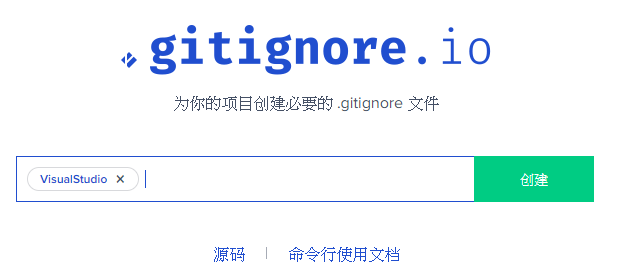 .gitignore.io
为你的项目创建必要的 .gitignore 文件
VisualStudio ×
创建
源码 | 命令行使用文档